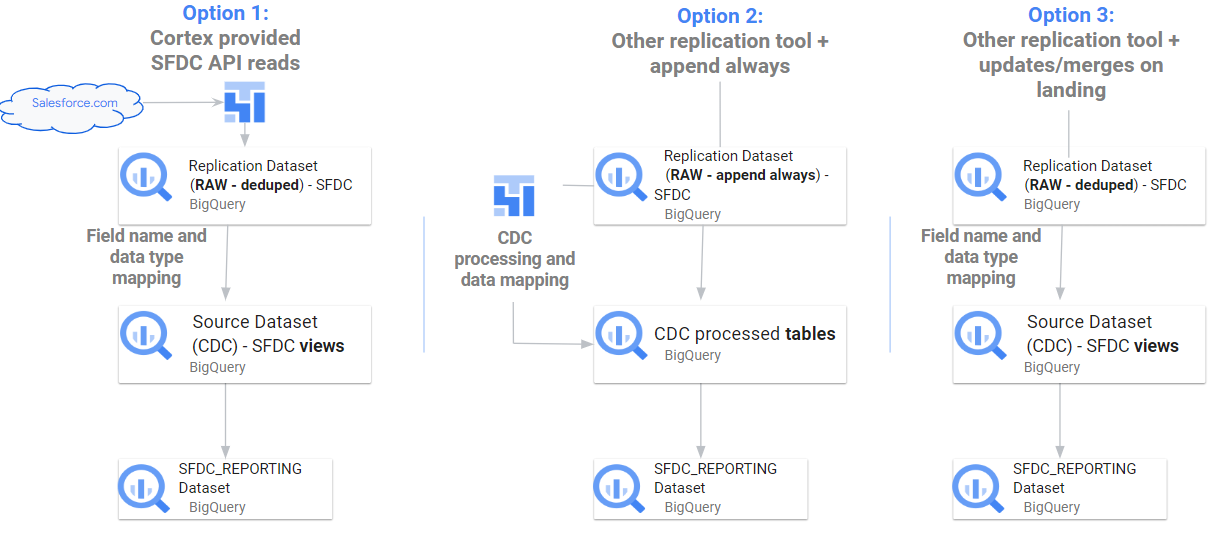 Option 1:
Cortex provided
SFDC API reads
Salesforce.com
Replication Dataset
(RAW - deduped) - SFDC
BigQuery
Field name and
data type
mapping
Source Dataset
(CDC) - SFDC views
BigQuery
SFDC_REPORTING
Dataset
BigQuery
Option 2:
Other replication tool +
append always
Replication Dataset
(RAW - append always) -
SFDC
BigQuery
CDC
processing and
data mapping
CDC processed tables
BigQuery
SFDC_REPORTING
Dataset
BigQuery
Option 3:
Other replication tool +
updates/merges on
landing
Replication Dataset
(RAW - deduped) - SFDC
BigQuery
Field name and
data type
mapping
Source Dataset
(CDC) - SFDC views
BigQuery
SFDC_REPORTING
Dataset
BigQuery